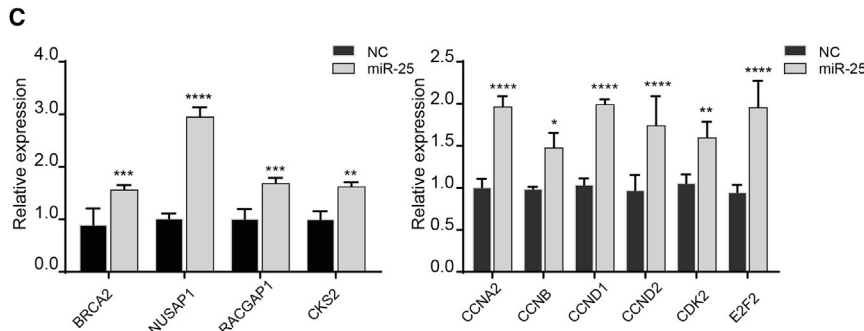 C
NC
miR-25
Relative expression
4.0
3.0
2.0
1.0
0.0
***
****
***
**
BRCA2
NUSAP1
RACGAP1
CKS2
NC
miR-25
Relative expression
2.5
2.0
1.5
1.0
0.5
0.0
****
*
****
****
**
****
CCNA2
CCNB
CCND1
CCND2
CDK2
E2F2